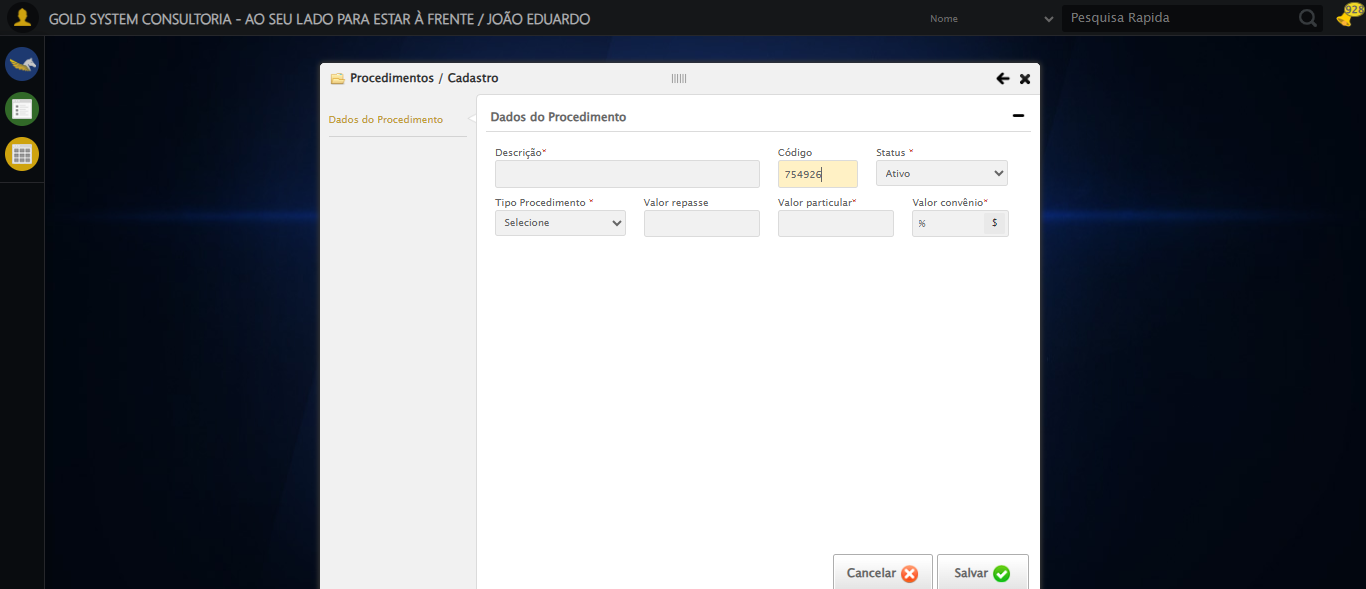 GOLD SYSTEM CONSULTORIA - AO SEU LADO PARA ESTAR À FRENTE / JOÃO EDUARDO
Nome
Pesquisa Rapida
928
Procedimentos / Cadastro
Dados do Procedimento
Dados do Procedimento
Descrição*
Código
Status *
754926
Ativo
Tipo Procedimento *
Valor repasse
Valor particular*
Valor convênio*
Selecione
%
$
Cancelar
Salvar